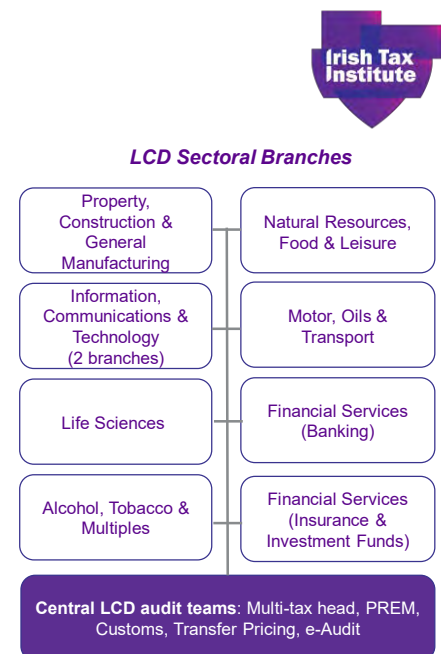 Irish Tax
Institute
LCD Sectoral Branches
Property,
Construction &
General
Manufacturing
Natural Resources,
Food & Leisure
Information,
Communications &
Technology
(2 branches)
Motor, Oils &
Transport
Life Sciences
Financial Services
(Banking)
Alcohol, Tobacco &
Multiples
Financial Services
(Insurance &
Investment Funds)
Central LCD audit teams: Multi-tax head, PREM,
Customs, Transfer Pricing, e-Audit